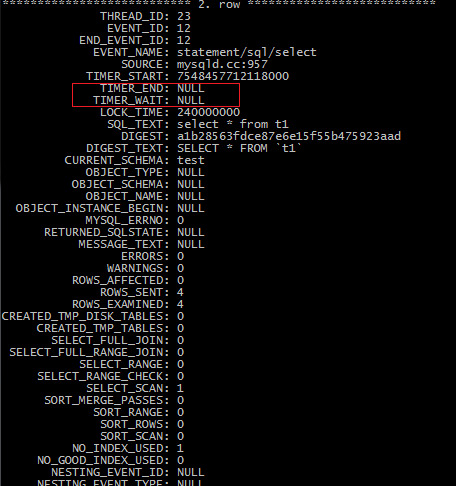 *************************** 2. row ***************************
THREAD_ID: 23
EVENT_ID: 12
END_EVENT_ID: 12
EVENT_NAME: statement/sql/select
SOURCE: mysqld.cc:957
TIMER_START: 7548457712118000
TIMER_END: NULL
TIMER_WAIT: NULL
LOCK_TIME: 240000000
SQL_TEXT: select * from t1
DIGEST: a1b28563fdce87e6e15f55b475923aad
DIGEST_TEXT: SELECT * FROM `t1`
CURRENT_SCHEMA: test
OBJECT_TYPE: NULL
OBJECT_SCHEMA: NULL
OBJECT_NAME: NULL
OBJECT_INSTANCE_BEGIN: NULL
MYSQL_ERRNO: 0
RETURNED_SQLSTATE: NULL
MESSAGE_TEXT: NULL
ERRORS: 0
WARNINGS: 0
ROWS_AFFECTED: 0
ROWS_SENT: 4
ROWS_EXAMINED: 4
CREATED_TMP_DISK_TABLES: 0
CREATED_TMP_TABLES: 0
SELECT_FULL_JOIN: 0
SELECT_FULL_RANGE_JOIN: 0
SELECT_RANGE: 0
SELECT_RANGE_CHECK: 0
SELECT_SCAN: 1
SORT_MERGE_PASSES: 0
SORT_RANGE: 0
SORT_ROWS: 0
SORT_SCAN: 0
NO_INDEX_USED: 1
NO_GOOD_INDEX_USED: 0
NESTING_EVENT_ID: NULL
NESTING_EVENT_TYPE: NULL